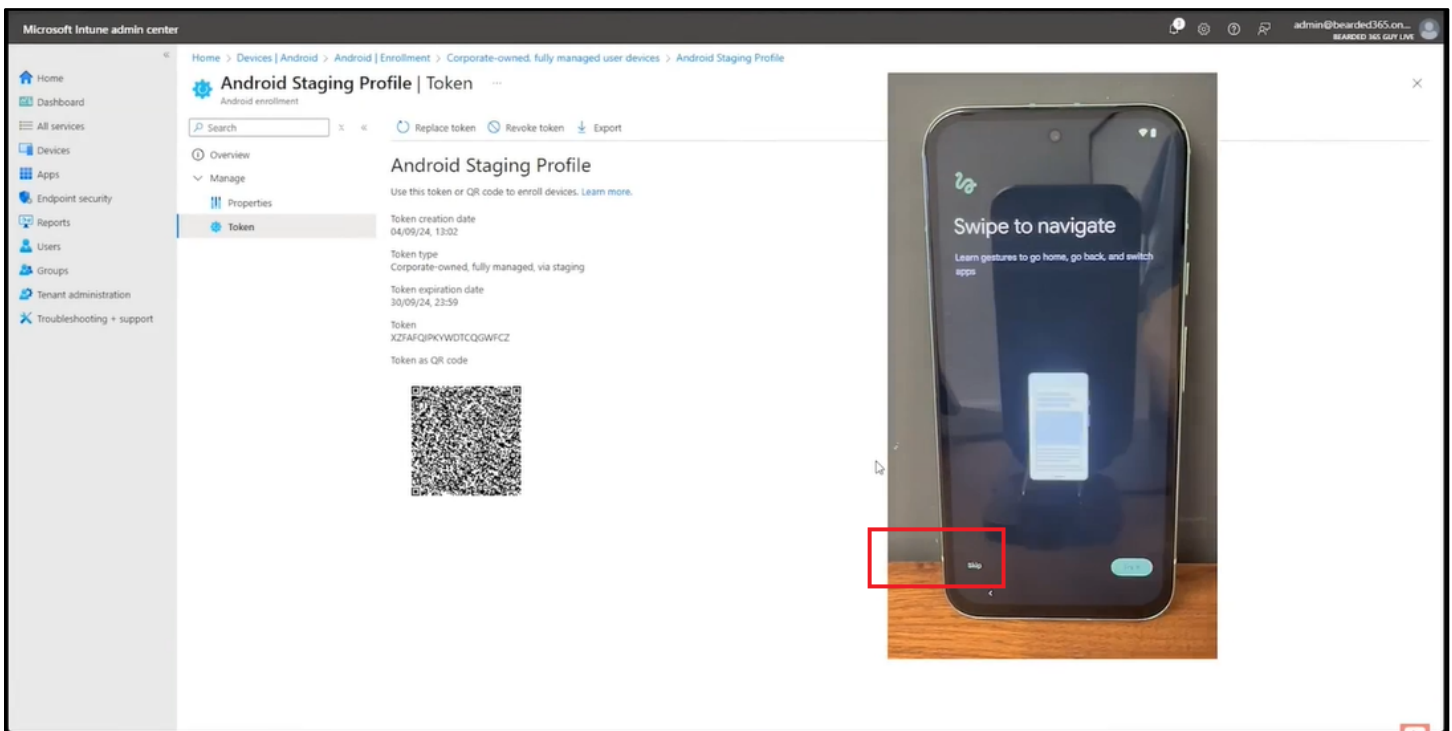 Microsoft Intune admin center
admin@bearded365.on...
BEARDED 365 GUY LIVE
Home > Devices | Android > Android | Enrollment > Corporate-owned, fully managed user devices > Android Staging Profile
Android Staging Profile | Token ...
Android enrollment
Home
Dashboard
All services
Devices
Apps
Endpoint security
Reports
Users
Groups
Tenant administration
Troubleshooting + support
Search
Overview
Manage
Properties
Token
Replace token
Revoke token
Export
Android Staging Profile
Use this token or QR code to enroll devices. Learn more.
Token creation date
04/09/24, 13:02
Token type
Corporate-owned, fully managed, via staging
Token expiration date
30/09/24, 23:59
Token
XZFAFQIPKYWDTCQGWFCZ
Token as QR code
Swipe to navigate
Learn gestures to go home, go back, and switch
apps
Skip